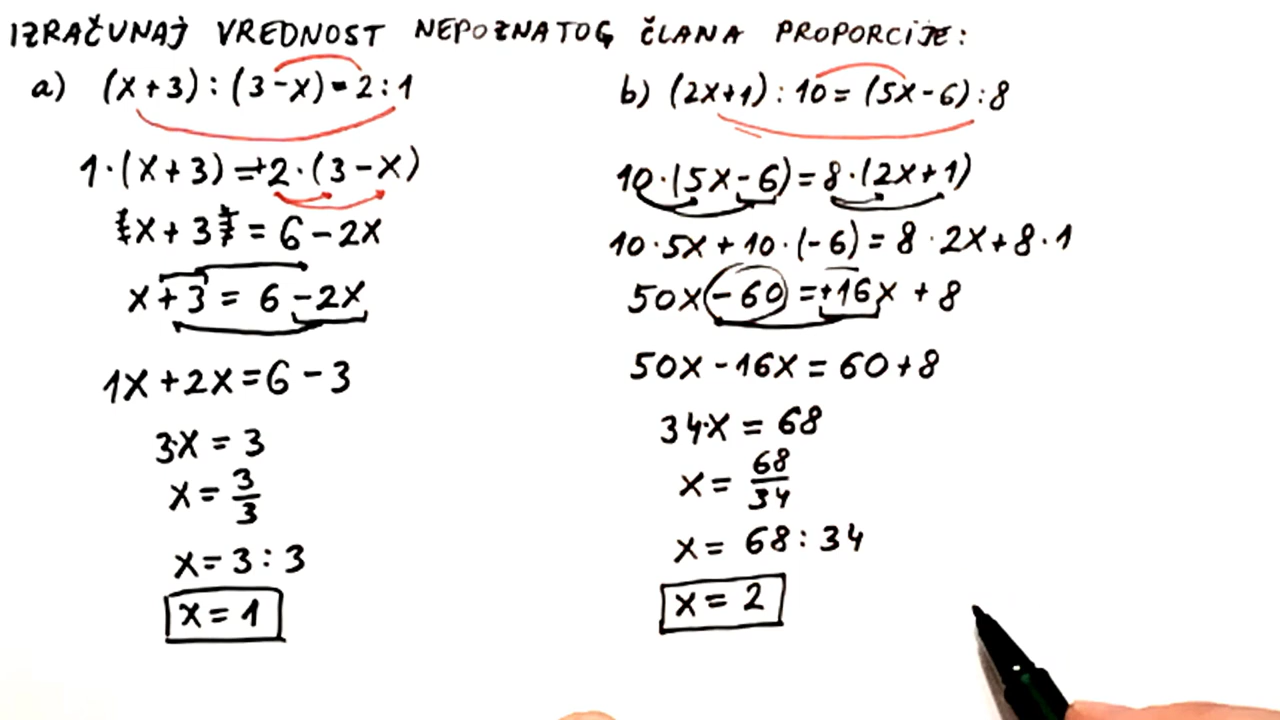 IZRAČUNAJ VREDNOST NEPOZNATOG ČLANA PROPORCIJE:
a) (x+3) : (3-x) = 2 : 1
1·(x+3) = +2·(3-x)
x + 3 = 6 - 2x
x + 3 = 6 - 2x
1x + 2x = 6 - 3
3·x = 3
x = 3/3
x = 3 : 3
x = 1
b) (2x+1) : 10 = (5x-6) : 8
10·(5x-6) = 8·(2x+1)
10·5x + 10·(-6) = 8·2x + 8·1
50x - 60 = +16x + 8
50x - 16x = 60 + 8
34·x = 68
x = 68/34
x = 68 : 34
x = 2